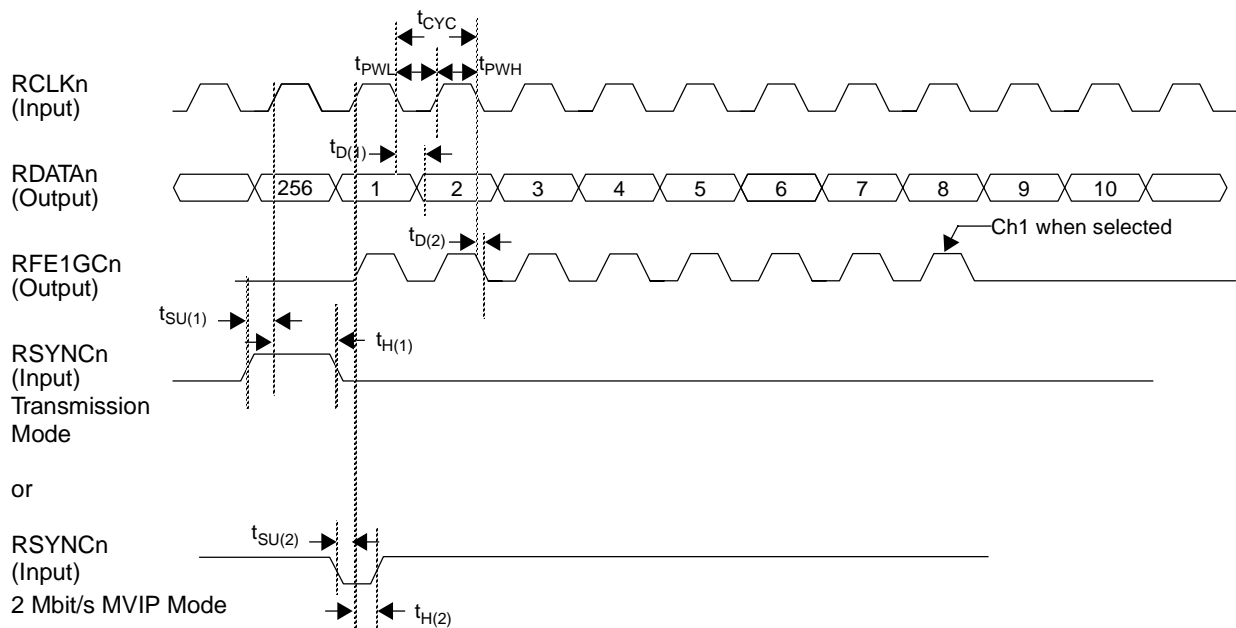 tCYC
tPWL tPWH
RCLKn
(Input)
tD(1)
RDATAn
(Output)
256 1 2 3 4 5 6 7 8 9 10
tD(2)
Ch1 when selected
RFE1GCn
(Output)
tSU(1)
tH(1)
RSYNCn
(Input)
Transmission
Mode
or
RSYNCn
(Input)
2 Mbit/s MVIP Mode
tSU(2)
tH(2)